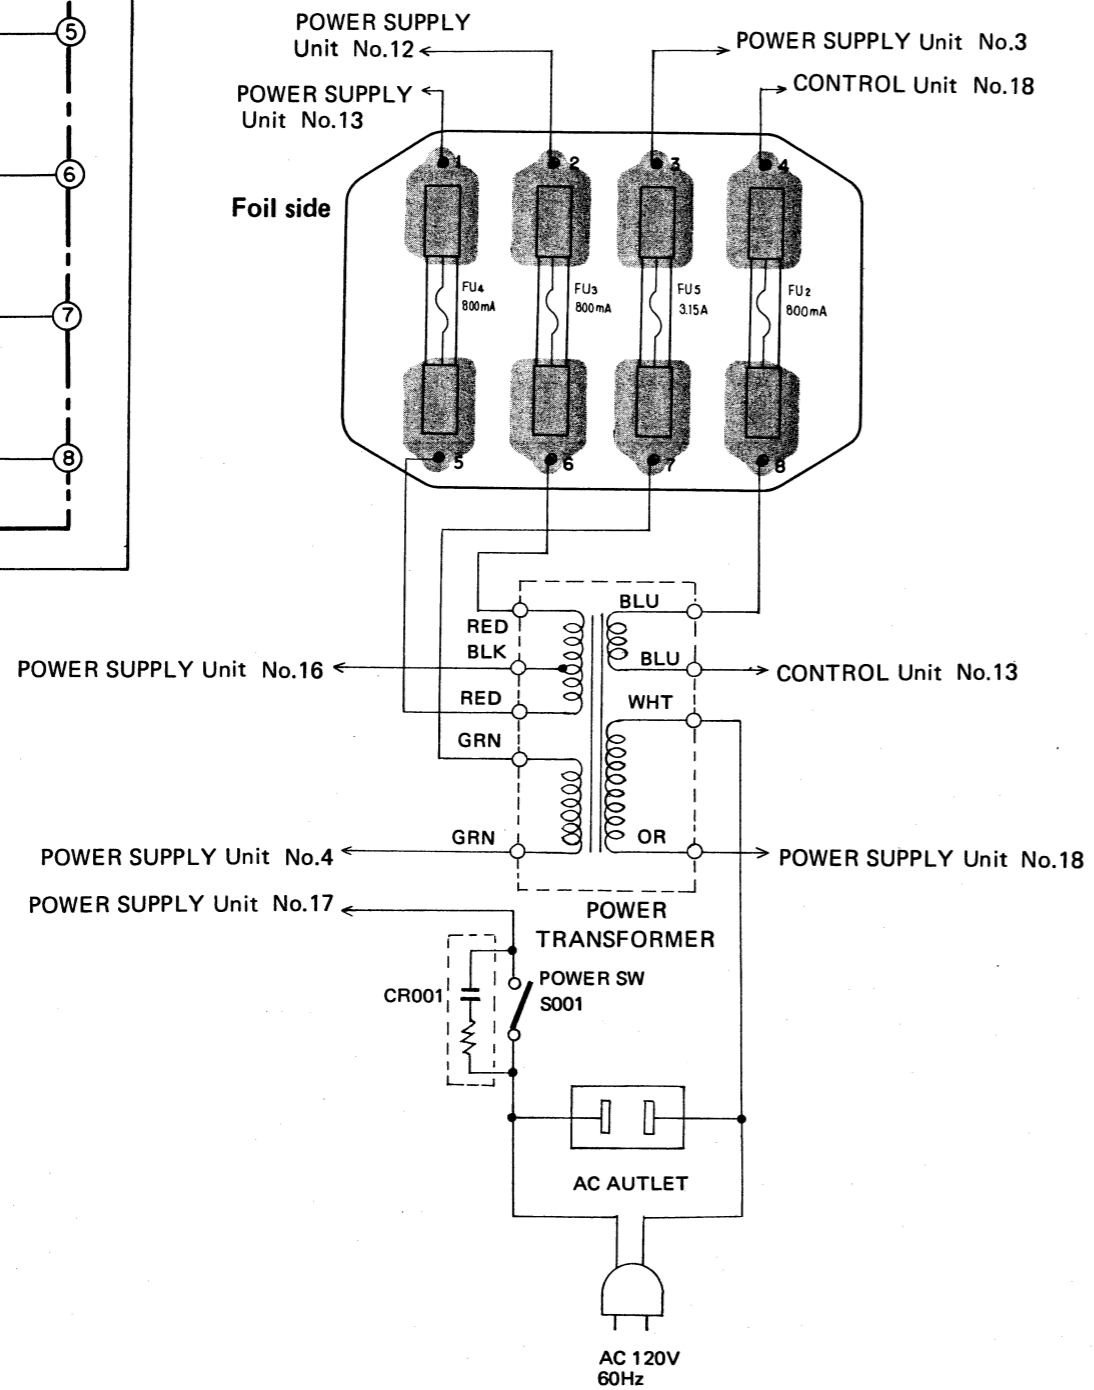 5
6
7
8
POWER SUPPLY
Unit No.12
POWER SUPPLY Unit No.3
POWER SUPPLY
Unit No.13
CONTROL Unit No.18
Foil side
1
2
3
4
FU4
800mA
FU3
800mA
FU5
3.15A
FU2
800mA
5
6
7
8
RED
BLU
BLK
BLU
POWER SUPPLY Unit No.16
CONTROL Unit No.13
RED
WHT
GRN
GRN
OR
POWER SUPPLY Unit No.4
POWER SUPPLY Unit No.18
POWER SUPPLY Unit No.17
POWER
TRANSFORMER
CR001
POWER SW
S001
AC AUTLET
AC 120V
60Hz